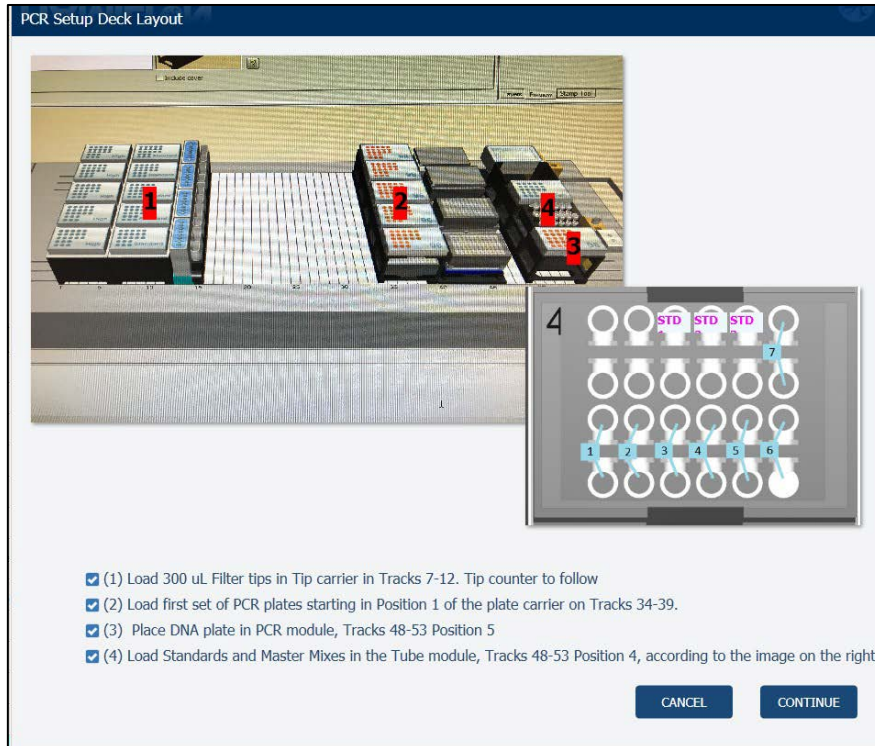 PCR Setup Deck Layout
Include cover
Stamp Tool
1
2
4
3
4
STD STD STD
7
1 2 3 4 5 6
(1) Load 300 uL Filter tips in Tip carrier in Tracks 7-12. Tip counter to follow
(2) Load first set of PCR plates starting in Position 1 of the plate carrier on Tracks 34-39.
(3) Place DNA plate in PCR module, Tracks 48-53 Position 5
(4) Load Standards and Master Mixes in the Tube module, Tracks 48-53 Position 4, according to the image on the right
CANCEL CONTINUE